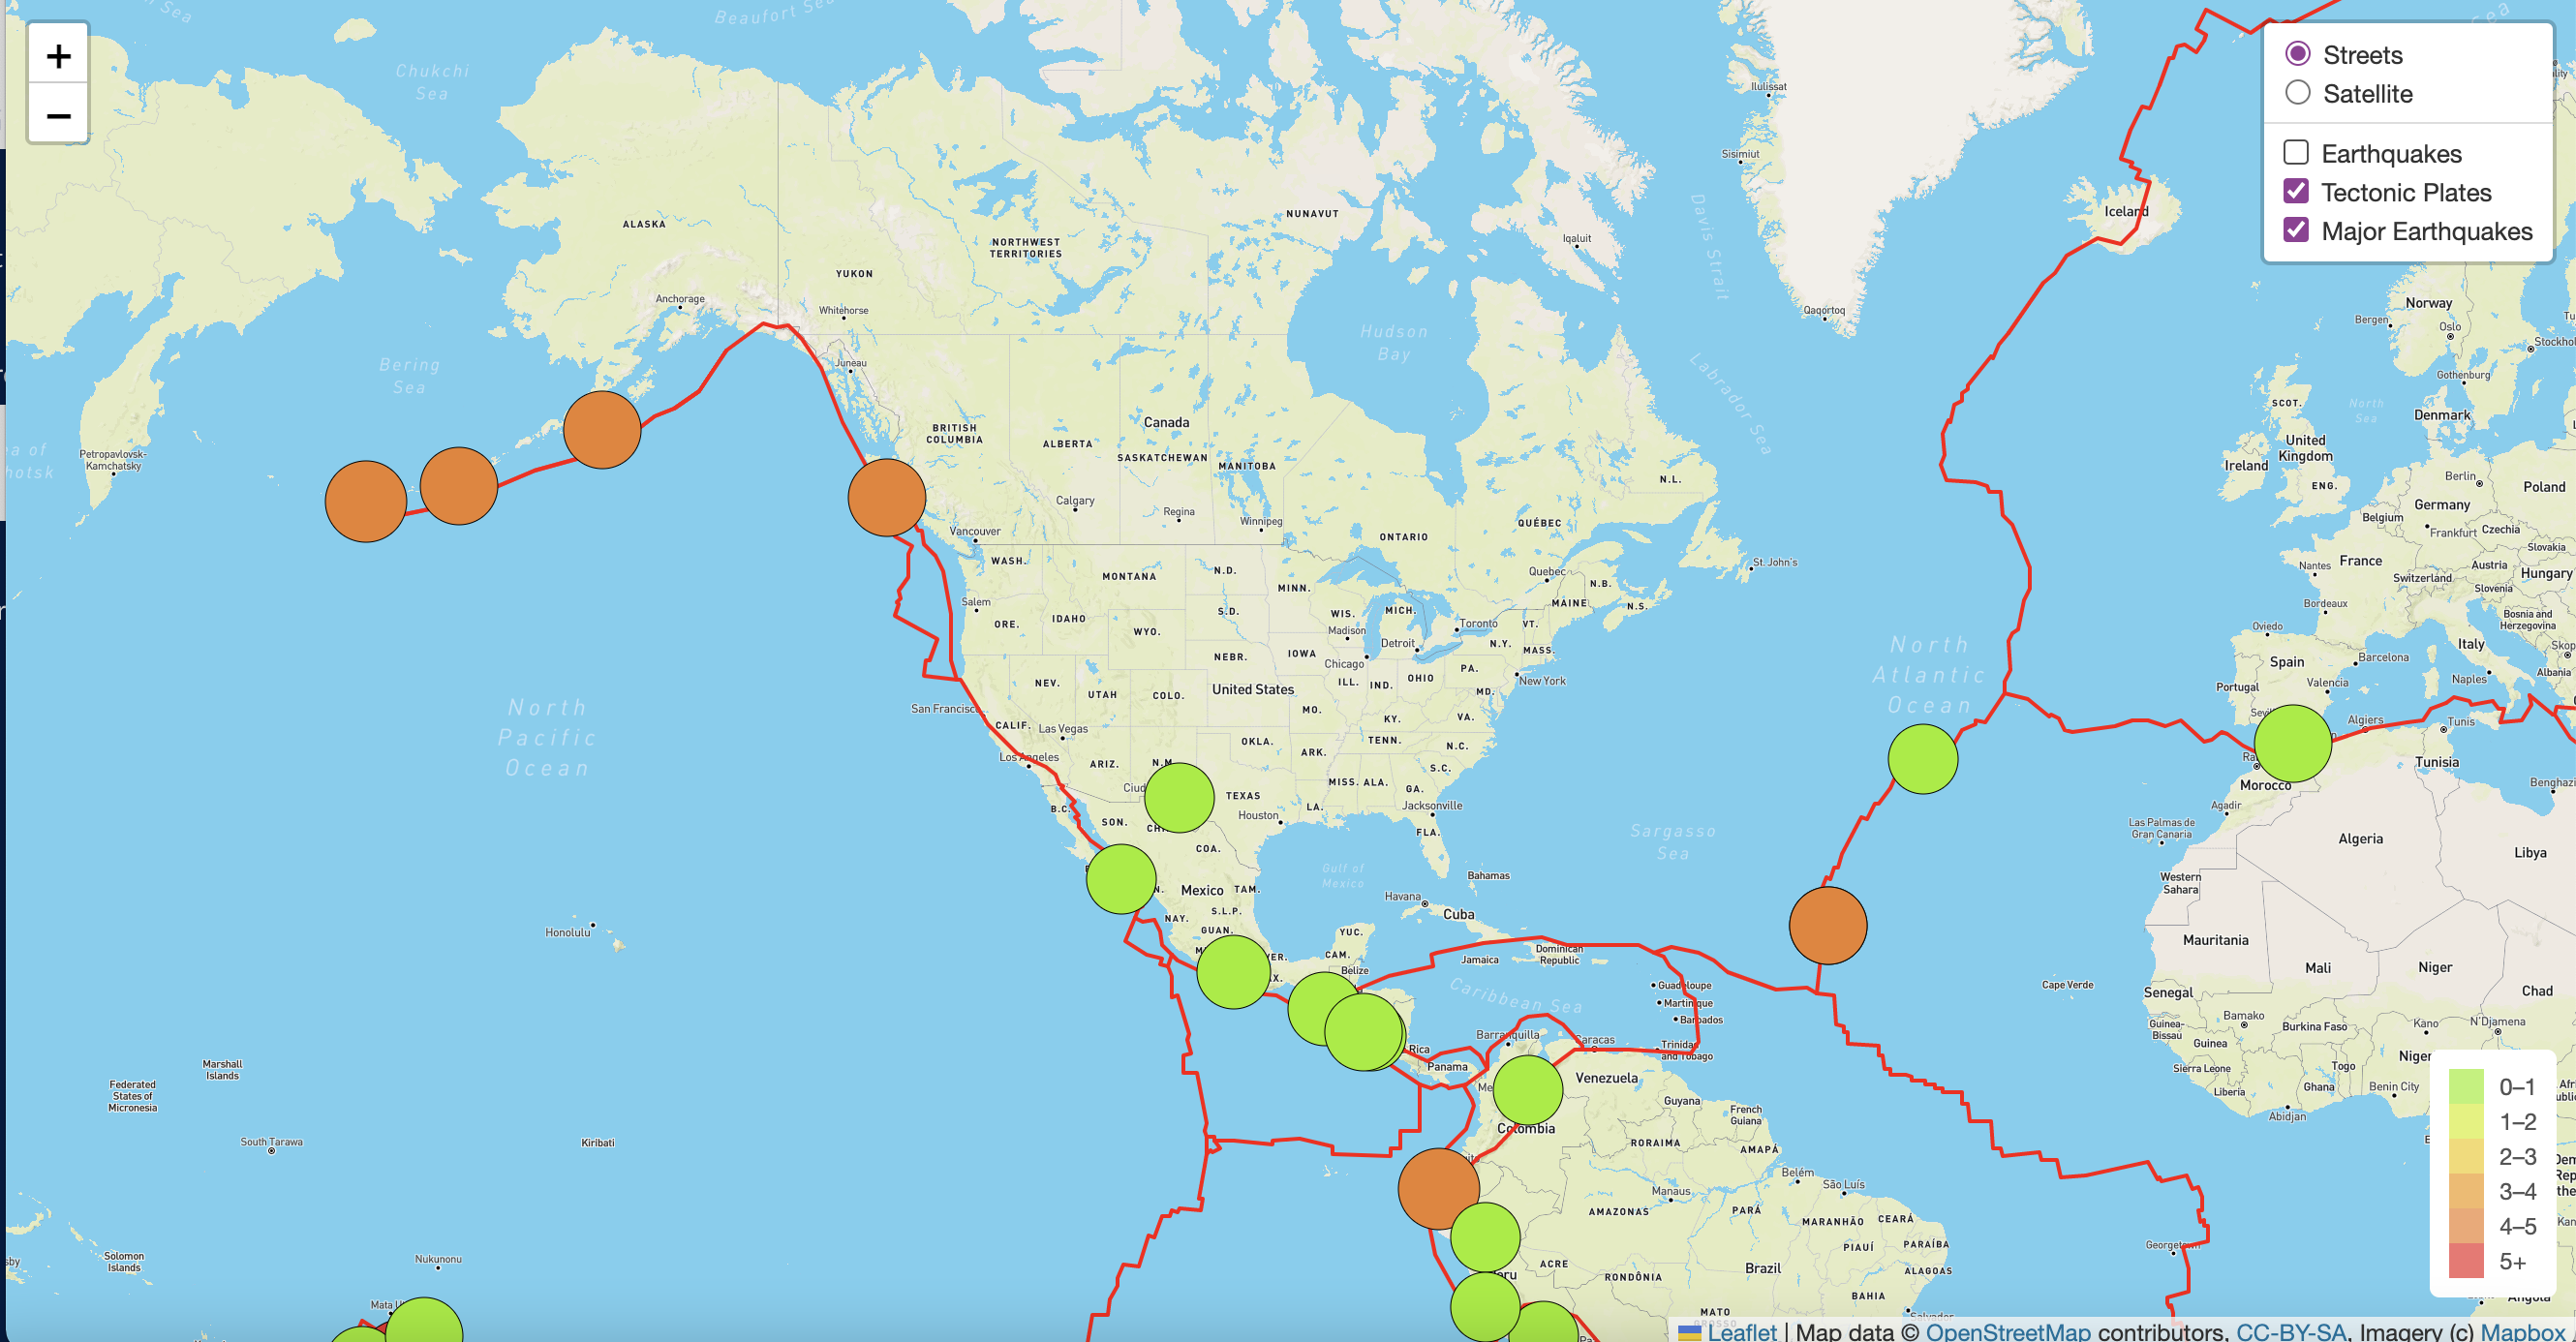 Beaufort Sea
+
−
Streets
Satellite
Earthquakes
Tectonic Plates
Major Earthquakes
Chukchi
Sea
Ilulissat
Sisimiut
ALASKA
NUNAVUT
Iqaluit
Davis Strait
Iceland
NORTHWEST
TERRITORIES
YUKON
Anchorage
Whitehorse
Qaqortoq
Norway
Bergen
Oslo
Hudson
Bay
Juneau
Bering
Sea
Labrador Sea
Gothenburg
SCOT.
North
Sea
Denmark
BRITISH
COLUMBIA
Canada
ALBERTA
SASKATCHEWAN
MANITOBA
United
Kingdom
Ireland
Petropavlovsk-
Kamchatsky
N.L.
Berlin
Poland
ENG.
Calgary
Regina
Winnipeg
Germany
Belgium
Frankfurt
Czechia
Vancouver
QUÉBEC
ONTARIO
Slovakia
WASH.
MONTANA
N.D.
MINN.
Quebec
N.B.
St. John's
Nantes
France
Austria
Hungary
Switzerland
Slovenia
Salem
ORE.
IDAHO
WYO.
S.D.
WIS.
MICH.
MAINE
N.S.
Madison
Detroit
Toronto
VT.
Bordeaux
Bosnia and
Herzegovina
Oviedo
NEBR.
IOWA
Chicago
N.Y.
MASS.
North
Atlantic
Ocean
Italy
Spain
Barcelona
NEV.
UTAH
COLO.
United States
ILL.
IND.
OHIO
PA.
MD.
New York
Portugal
Valencia
Naples
Albania
North
Pacific
Ocean
San Francisco
CALIF.
Las Vegas
MO.
KY.
VA.
Algiers
Tunis
Los Angeles
ARIZ.
N.M.
OKLA.
ARK.
TENN.
N.C.
Tunisia
Morocco
B.C.
SON.
TEXAS
Houston
LA.
MISS.
ALA.
GA.
S.C.
Jacksonville
FLA.
Agadir
Las Palmas de
Gran Canaria
Algeria
Libya
Sargasso
Sea
COA.
Gulf of
Mexico
Bahamas
Western
Sahara
Mexico
TAM.
Havana
Cuba
NAY.
S.L.P.
GUAN.
Honolulu
YUC.
CAM.
Belize
Jamaica
Dominican
Republic
Mauritania
Mali
Niger
Chad
Caribbean Sea
Guadeloupe
Martinique
Barbados
Cape Verde
Senegal
Guinea-
Bissau
Bamako
Burkina Faso
Kano
N'Djamena
Guinea
Barranquilla
Caracas
Trinidad
and Tobago
Panama
Venezuela
Colombia
Guyana
French
Guiana
Sierra Leone
Liberia
Togo
Ghana
Benin City
Abidjan
Marshall
Islands
Federated
States of
Micronesia
South Tarawa
Kiribati
RORAIMA
AMAPÁ
Belém
São Luís
Manaus
AMAZONAS
PARÁ
MARANHÃO
CEARÁ
PIAUÍ
PARAÍBA
Solomon
Islands
Nukunonu
ACRE
RONDÔNIA
Brazil
ALAGOAS
BAHIA
MATO
GROSSO
Salvador
0–1
1–2
2–3
3–4
4–5
5+
Leaflet | Map data © OpenStreetMap contributors, CC-BY-SA, Imagery (c) Mapbox